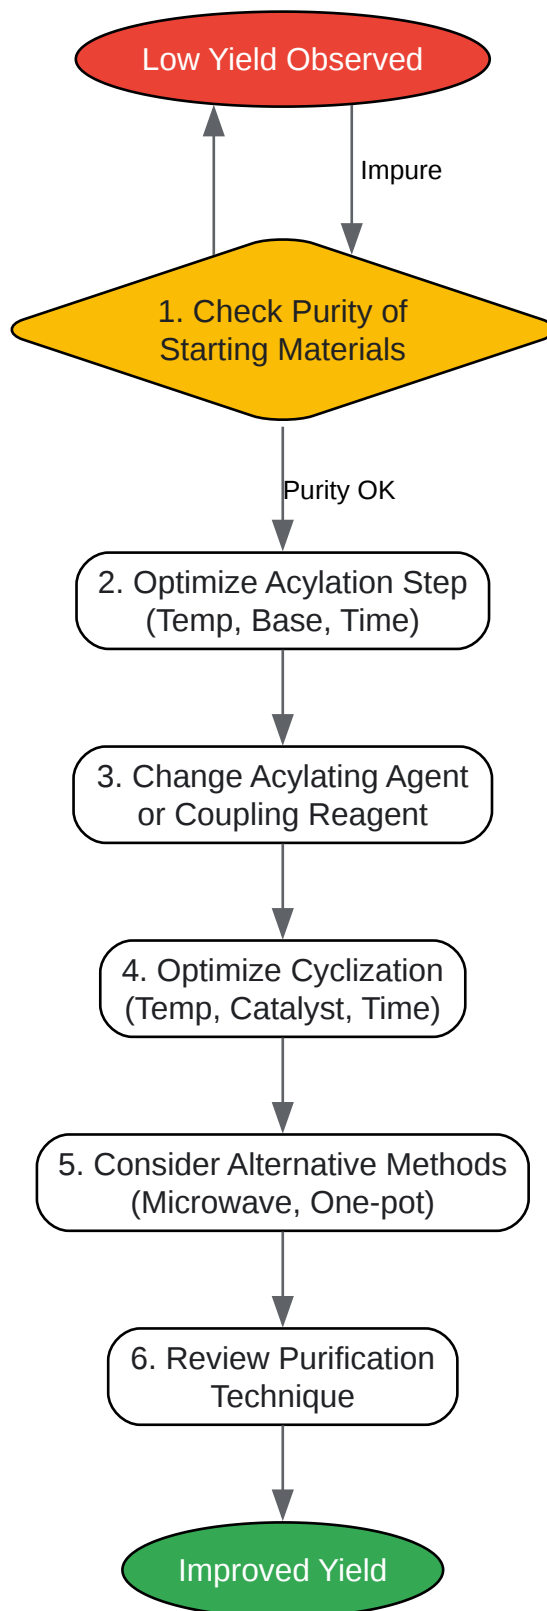 Low Yield Observed
Impure
1. Check Purity of
Starting Materials
Purity OK
2. Optimize Acylation Step
(Temp, Base, Time)
3. Change Acylating Agent
or Coupling Reagent
4. Optimize Cyclization
(Temp, Catalyst, Time)
5. Consider Alternative Methods
(Microwave, One-pot)
6. Review Purification
Technique
Improved Yield